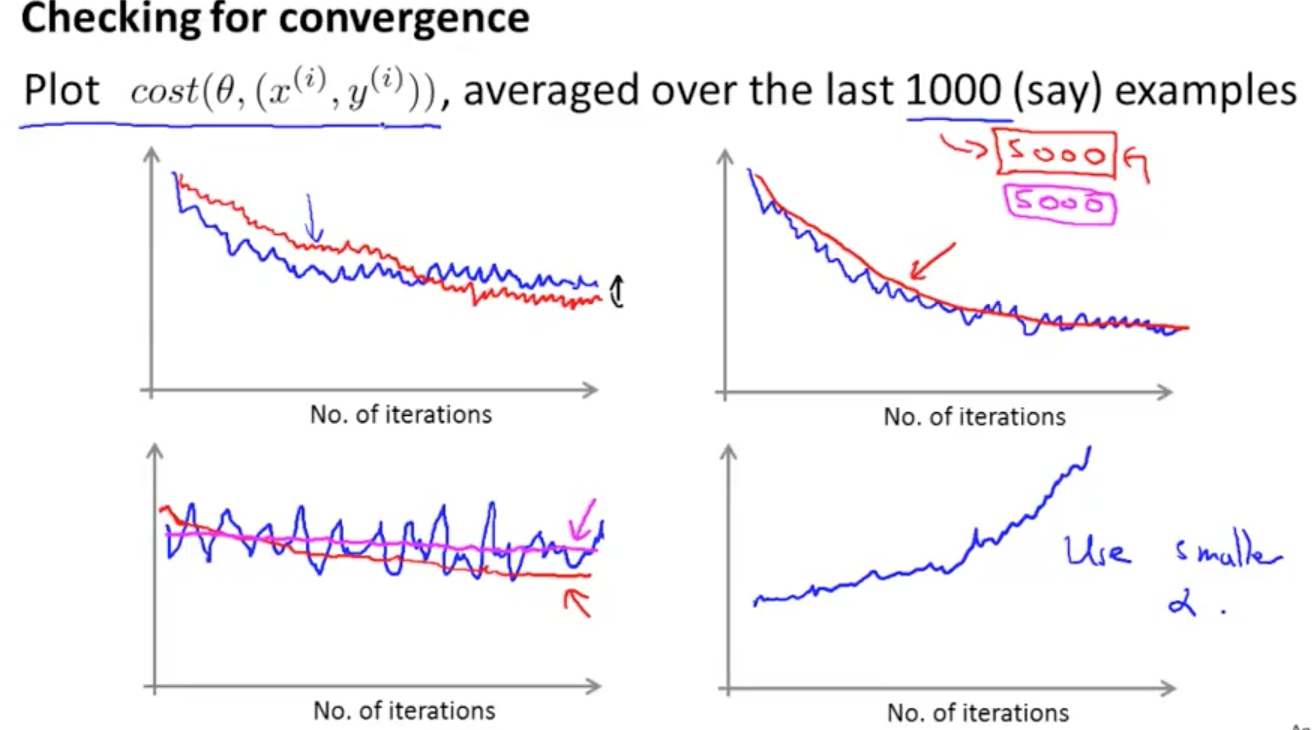 Checking for convergence
Plot cost(θ, (x^{(i)}, y^{(i)})), averaged over the last 1000 (say) examples
5000
5000
No. of iterations
No. of iterations
Use smaller
α.
No. of iterations
No. of iterations